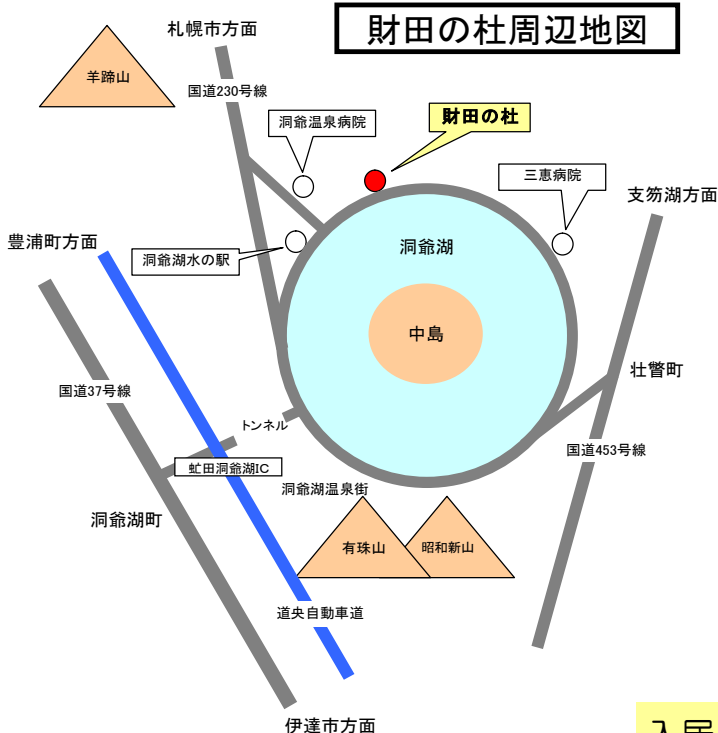 財田の杜周辺地図
札幌市方面
羊蹄山
国道230号線
洞爺温泉病院
財田の杜
三恵病院
支笏湖方面
豊浦町方面
洞爺湖水の駅
洞爺湖
中島
壮瞥町
国道37号線
トンネル
国道453号線
虻田洞爺湖IC
洞爺湖温泉街
洞爺湖町
有珠山
昭和新山
道央自動車道
伊達市方面
入居